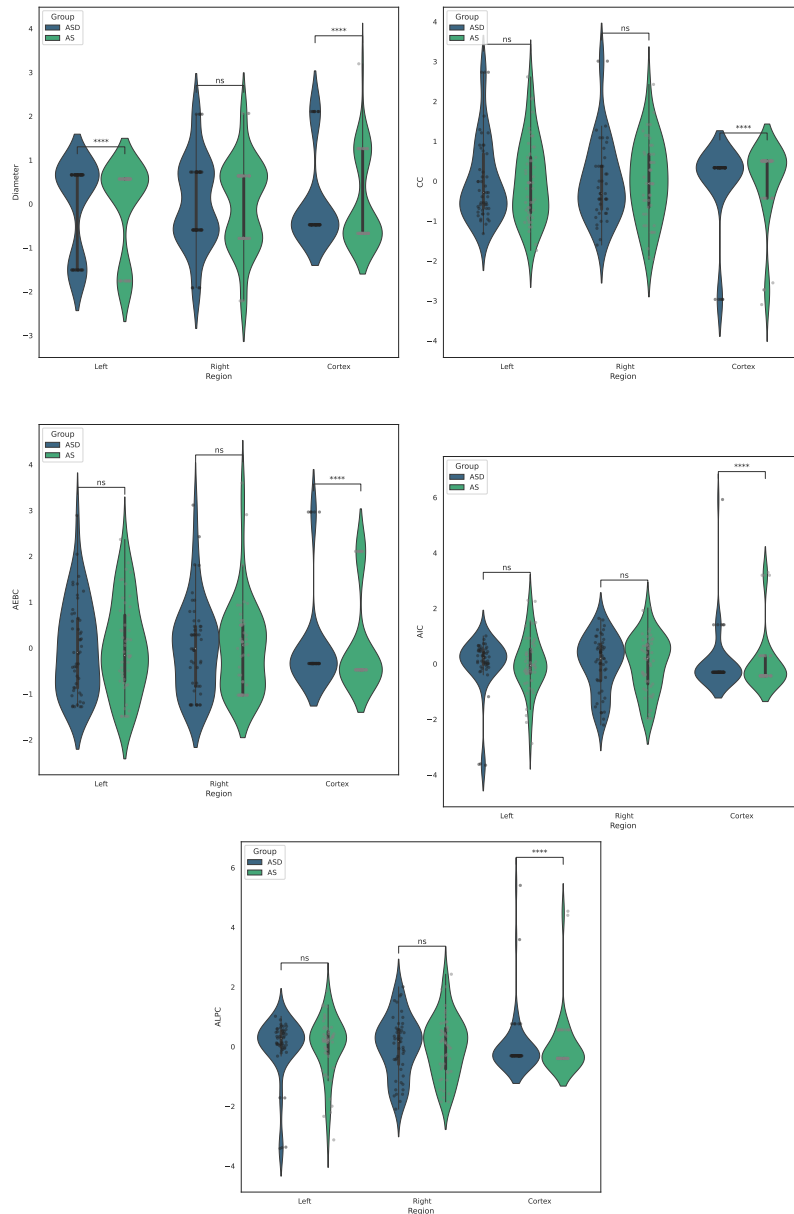 Group
ASD
AS
****
ns
****
Diameter
4
3
2
1
0
−1
−2
−3
Left
Right
Cortex
Region
Group
ASD
AS
ns
ns
****
CC
4
3
2
1
0
−1
−2
−3
−4
Left
Right
Cortex
Region
Group
ASD
AS
ns
ns
****
AEBC
4
3
2
1
0
−1
−2
Left
Right
Cortex
Region
Group
ASD
AS
ns
ns
****
AIC
6
4
2
0
−2
−4
Left
Right
Cortex
Region
Group
ASD
AS
ns
ns
****
ALPC
6
4
2
0
−2
−4
Left
Right
Cortex
Region